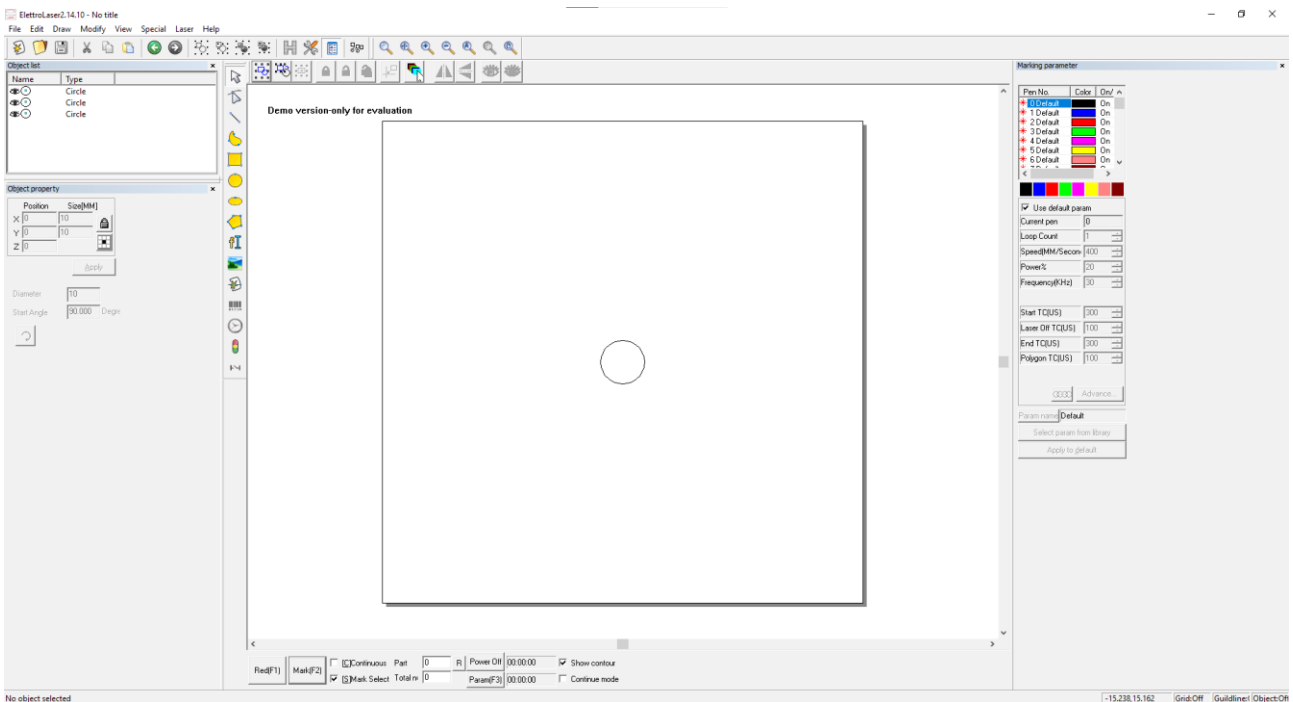 ElettroLaser2.14.10 - No title
File Edit Draw Modify View Special Laser Help
Object list
Name Type
Circle
Circle
Circle
Object property
Position Size[MM]
X 0 10
Y 0 10
Z 0
Apply
Diameter 10
Start Angle 90.000 Degre
Demo version-only for evaluation
Red(F1) Mark(F2)
[C]Continuous Part 0 R Power Off 00:00:00 Show contour
[S]Mark Select Total n 0 Param(F3) 00:00:00 Continue mode
Marking parameter
Pen No. Color On/
0 Default On
1 Default On
2 Default On
3 Default On
4 Default On
5 Default On
6 Default On
Use default param
Current pen 0
Loop Count 1
Speed(MM/Secon 400
Power% 20
Frequency(KHz) 30
Start TC(US) 300
Laser Off TC(US) 100
End TC(US) 300
Polygon TC(US) 100
Advance...
Param name Default
Select param from library
Apply to default
No object selected
-15.238,15.162 Grid:Off Guildline:( Object:Off